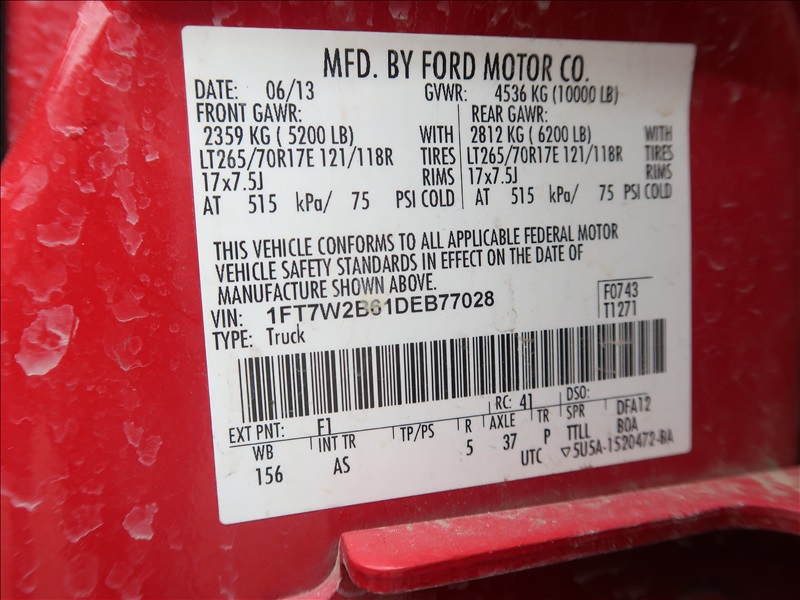 MFD. BY FORD MOTOR CO.
DATE: 06/13 GVWR: 4536 KG (10000 LB)
FRONT GAWR: REAR GAWR:
2359 KG ( 5200 LB) WITH 2812 KG ( 6200 LB) WITH
LT265/70R17E 121/118R TIRES LT265/70R17E 121/118R TIRES
17x7.5J RIMS 17x7.5J RIMS
AT 515 kPa/ 75 PSI COLD AT 515 kPa/ 75 PSI COLD
THIS VEHICLE CONFORMS TO ALL APPLICABLE FEDERAL MOTOR
VEHICLE SAFETY STANDARDS IN EFFECT ON THE DATE OF
MANUFACTURE SHOWN ABOVE.
VIN: 1FT7W2B61DEB77028 F0743
TYPE: Truck T1271
EXT PNT: F1 RC: 41 DSO:
WB INT TR TP/PS R AXLE TR SPR DFA12
156 AS 5 37 P TTLL BOA
UTC ▽5U5A-1520472-BA